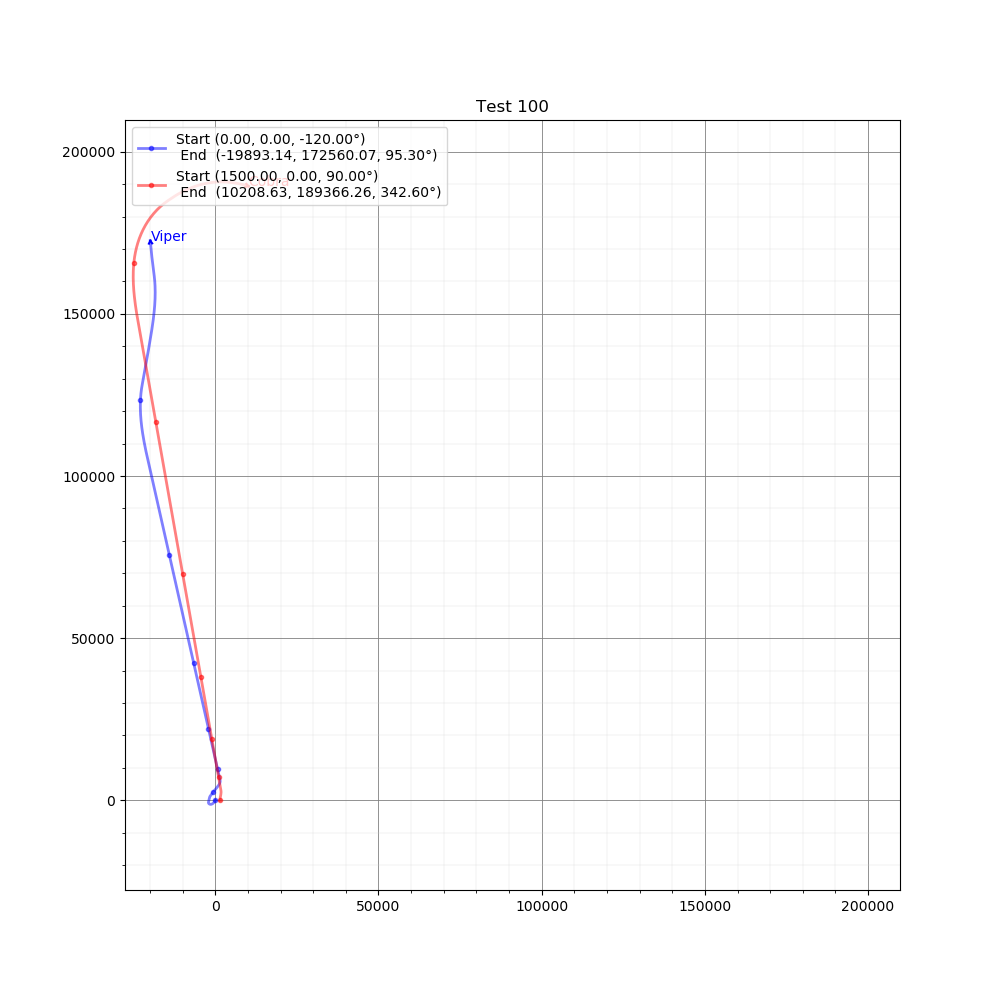 Test 100
Start (0.00, 0.00, -120.00°)
End (-19893.14, 172560.07, 95.30°)
Start (1500.00, 0.00, 90.00°)
End (10208.63, 189366.26, 342.60°)
Viper
200000
150000
100000
50000
0
0
50000
100000
150000
200000